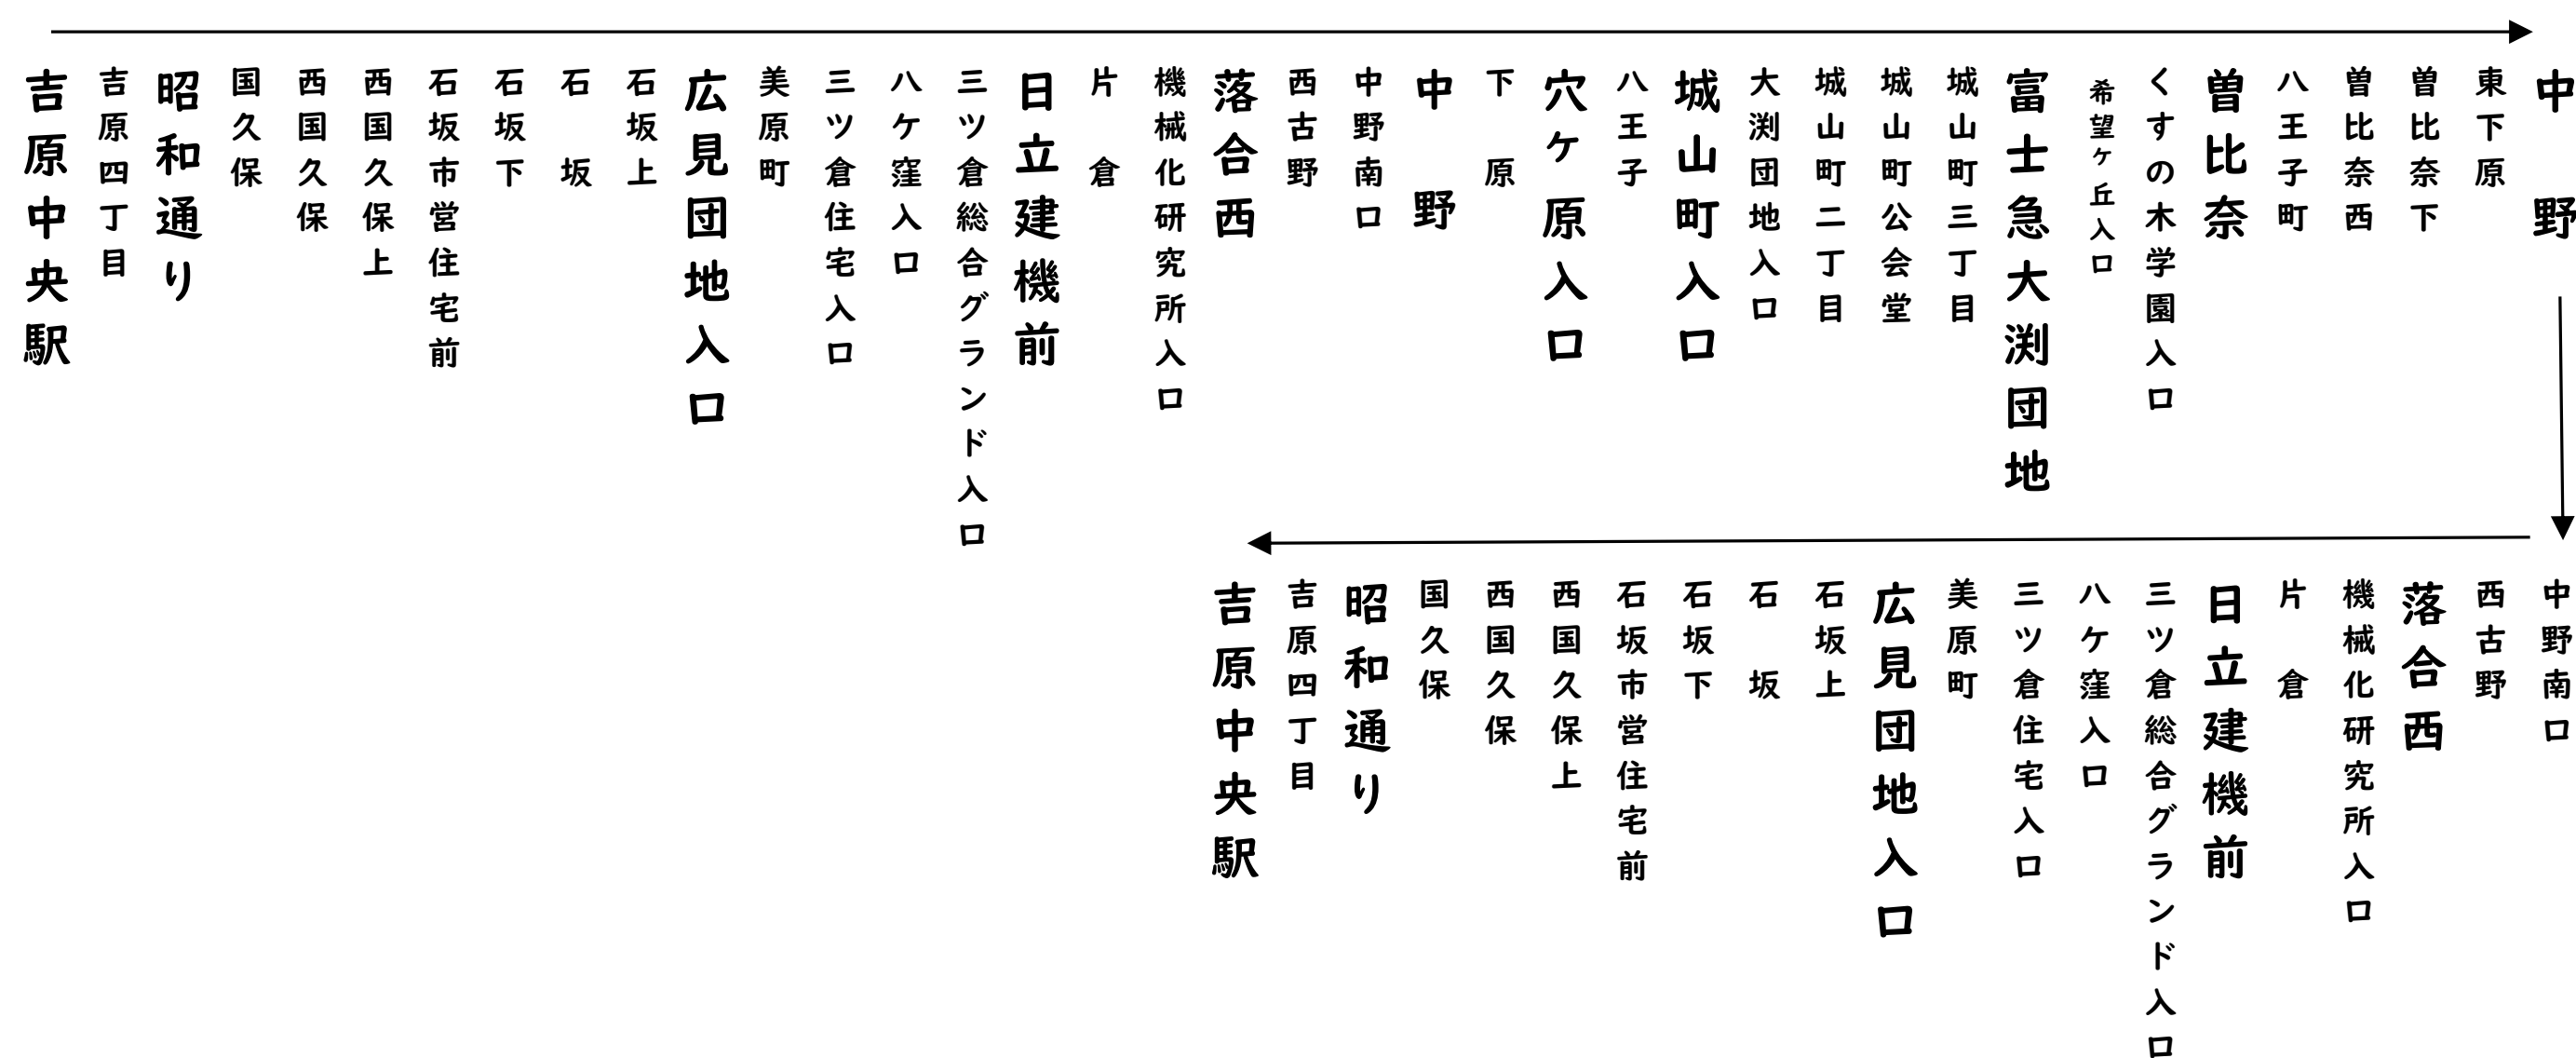 吉原中央駅
吉原四丁目
昭和通り
国久保
西国久保
西国久保上
石坂市営住宅前
石坂下
石坂
石坂上
広見団地入口
美原町
三ツ倉住宅入口
八ケ窪入口
三ツ倉総合グランド入口
日立建機前
片倉
機械化研究所入口
落合西
西古野
中野南口
中野
下原
穴ケ原入口
八王子
城山町入口
大渕団地入口
城山町二丁目
城山町公会堂
城山町三丁目
富士急大渕団地
希望ヶ丘入口
くすの木学園入口
曽比奈
八王子町
曽比奈西
曽比奈下
東下原
中野
中野南口
西古野
落合西
機械化研究所入口
片倉
日立建機前
三ツ倉総合グランド入口
八ケ窪入口
三ツ倉住宅入口
美原町
広見団地入口
石坂上
石坂
石坂下
石坂市営住宅前
西国久保上
西国久保
国久保
昭和通り
吉原四丁目
吉原中央駅